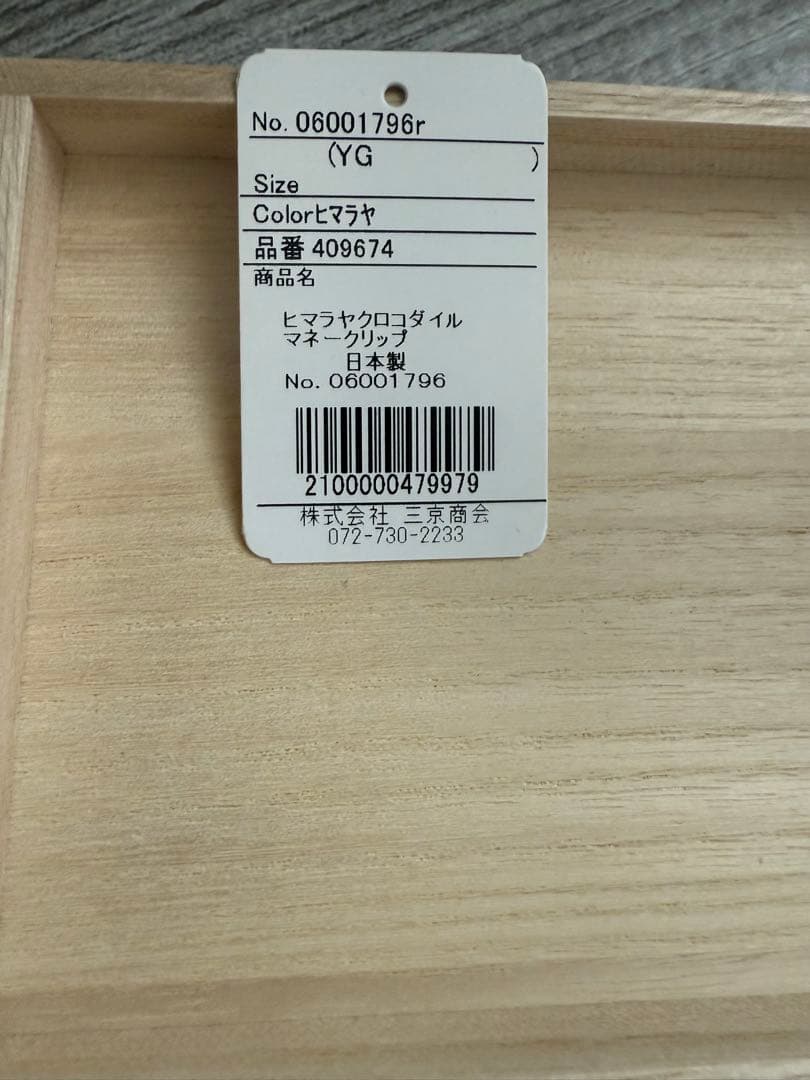 No. 06001796r
(YG )
Size
Colorヒマラヤ
品番 409674
商品名
ヒマラヤクロコダイル
マネークリップ
日本製
No. 06001796
2100000479979
株式会社 三京商会
072-730-2233